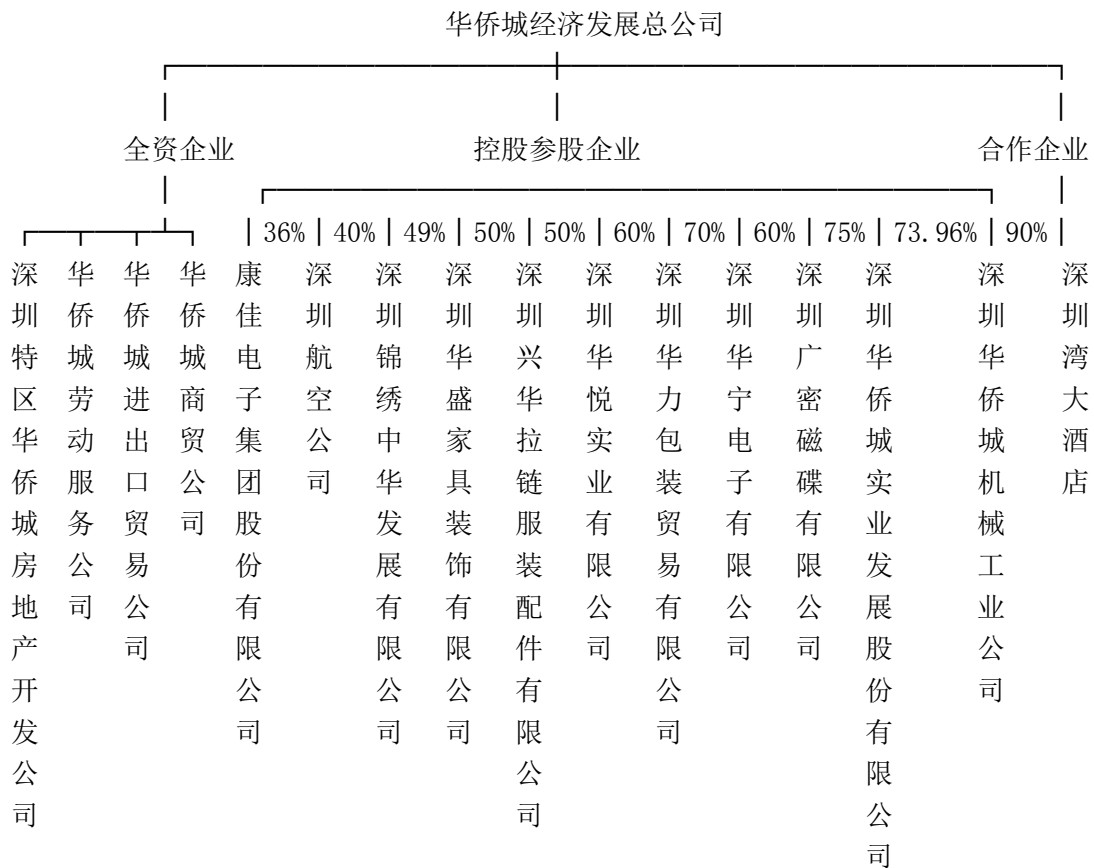 华侨城经济发展总公司
全资企业 控股参股企业 合作企业
36% 40% 49% 50% 50% 60% 70% 60% 75% 73.96% 90%
深圳特区华侨城房地产开发公司
华侨城劳动服务公司
华侨城进出口贸易公司
华侨城商贸公司
康佳电子集团股份有限公司
深圳航空公司
深圳锦绣中华发展有限公司
深圳华盛家具装饰有限公司
深圳兴华拉链服装配件有限公司
深圳华悦实业有限公司
深圳华力包装贸易有限公司
深圳华宁电子有限公司
深圳广密磁碟有限公司
深圳华侨城实业发展股份有限公司
深圳华侨城机械工业公司
深圳湾大酒店